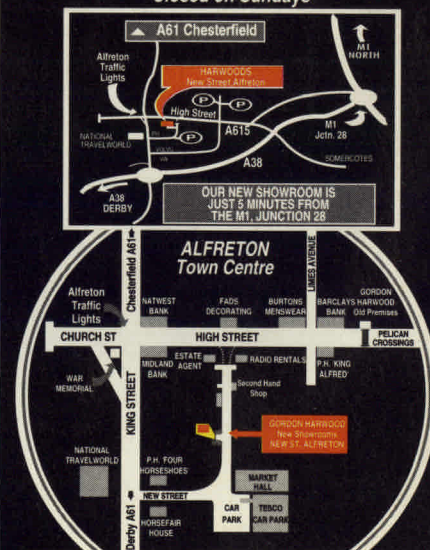 Closed on Sundays
A61 Chesterfield
M1
NORTH
Alfreton
Traffic
Lights
HARWOODS
New Street Alfreton
P
P
High Street
P
NATIONAL
TRAVELWORLD
A615
M1
Jctn. 28
A38
SOMERCOTES
A38
DERBY
OUR NEW SHOWROOM IS
JUST 5 MINUTES FROM
THE M1, JUNCTION 28
ALFRETON
Town Centre
Chesterfield A61
LIMES AVENUE
Alfreton
Traffic
Lights
NATWEST
BANK
FADS
DECORATING
BURTONS
MENSWEAR
BARCLAYS
BANK
GORDON
HARWOOD
Old Premises
CHURCH ST
HIGH STREET
PELICAN
CROSSINGS
WAR
MEMORIAL
MIDLAND
BANK
ESTATE
AGENT
RADIO RENTALS
P.H. 'KING
ALFRED'
KING STREET
Second Hand
Shop
GORDON HARWOOD
New Showrooms
NEW ST. ALFRETON
NATIONAL
TRAVELWORLD
P.H. FOUR
HORSESHOES
MARKET
HALL
NEW STREET
CAR
PARK
TESCO
CAR PARK
Derby A61
HORSEFAIR
HOUSE